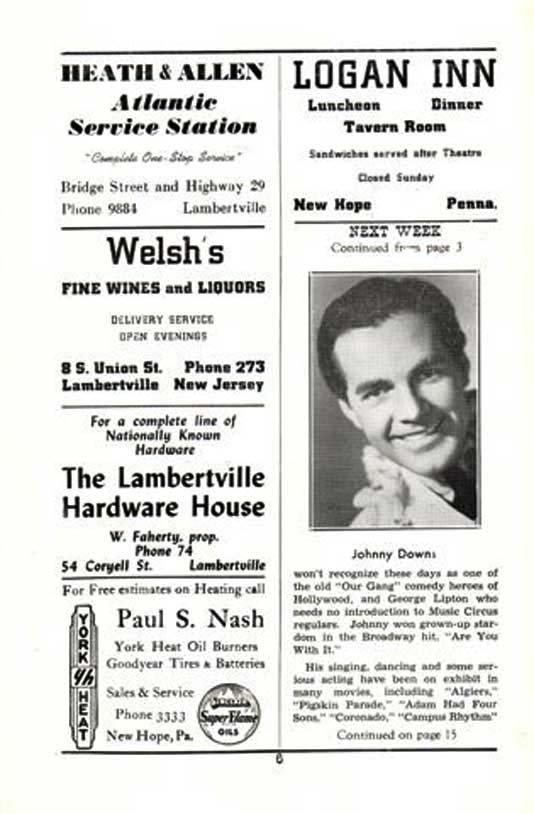 HEATH & ALLEN
Atlantic
Service Station
"Complete One-Stop Service"
Bridge Street and Highway 29
Phone 9884 Lambertville
Welsh's
FINE WINES and LIQUORS
DELIVERY SERVICE
OPEN EVENINGS
8 S. Union St. Phone 273
Lambertville New Jersey
For a complete line of
Nationally Known
Hardware
The Lambertville
Hardware House
W. Faherty, prop.
Phone 74
54 Coryell St. Lambertville
For Free estimates on Heating call
YORK
yh
HEAT
Paul S. Nash
York Heat Oil Burners
Goodyear Tires & Batteries
Sales & Service
Phone 3333
New Hope, Pa.
Super Flame
OILS
LOGAN INN
Luncheon Dinner
Tavern Room
Sandwiches served after Theatre
Closed Sunday
New Hope Penna.
NEXT WEEK
Continued from page 3
Johnny Downs
won't recognize these days as one of
the old "Our Gang" comedy heroes of
Hollywood, and George Lipton who
needs no introduction to Music Circus
regulars. Johnny won grown-up star-
dom in the Broadway hit, "Are You
With It."
His singing, dancing and some ser-
ious acting have been on exhibit in
many movies, including "Algiers,"
"Pigskin Parade," "Adam Had Four
Sons," "Coronado," "Campus Rhythm"
Continued on page 15
8